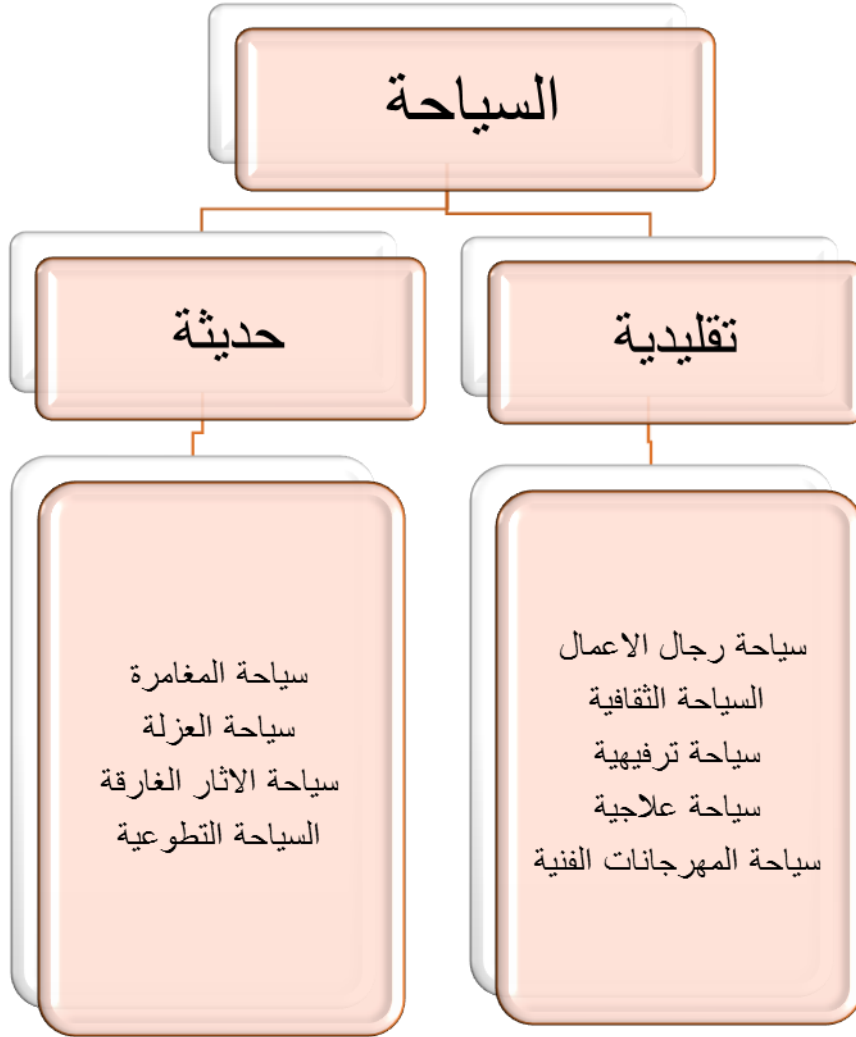 السياحة
تقليدية
حديثة
سياحة رجال الاعمال
السياحة الثقافية
سياحة ترفيهية
سياحة علاجية
سياحة المهرجانات الفنية
سياحة المغامرة
سياحة العزلة
سياحة الاثار الغارقة
السياحة التطوعية